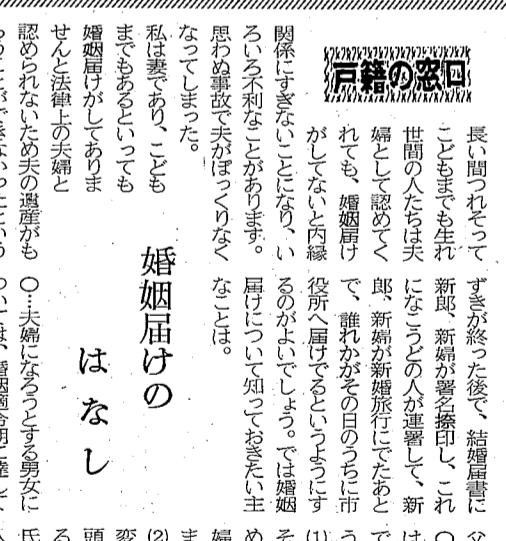 戸籍の窓口
婚姻届けの
はなし
長い間つれそって
こどもまでも生れ
世間の人たちは夫
婦として認めてく
れても、婚姻届け
がしてないと内縁
関係にすぎないことになり、い
ろいろ不利なことがあります。
思わぬ事故で夫がぽっくりなく
なってしまった。
私は妻であり、こども
までもあるといっても
婚姻届けがしてありま
せんと法律上の夫婦と
認められないため夫の遺産がも
ずきが終った後で、結婚届書に
新郎、新婦が署名捺印し、これ
になこうどの人が連署して、新
郎、新婦が新婚旅行にでたあと
で、誰れかがその日のうちに市
役所へ届けでるというようにす
るのがよいでしょう。では婚姻
届けについて知っておきたい主
なことは。
〇…夫婦になろうとする男女に